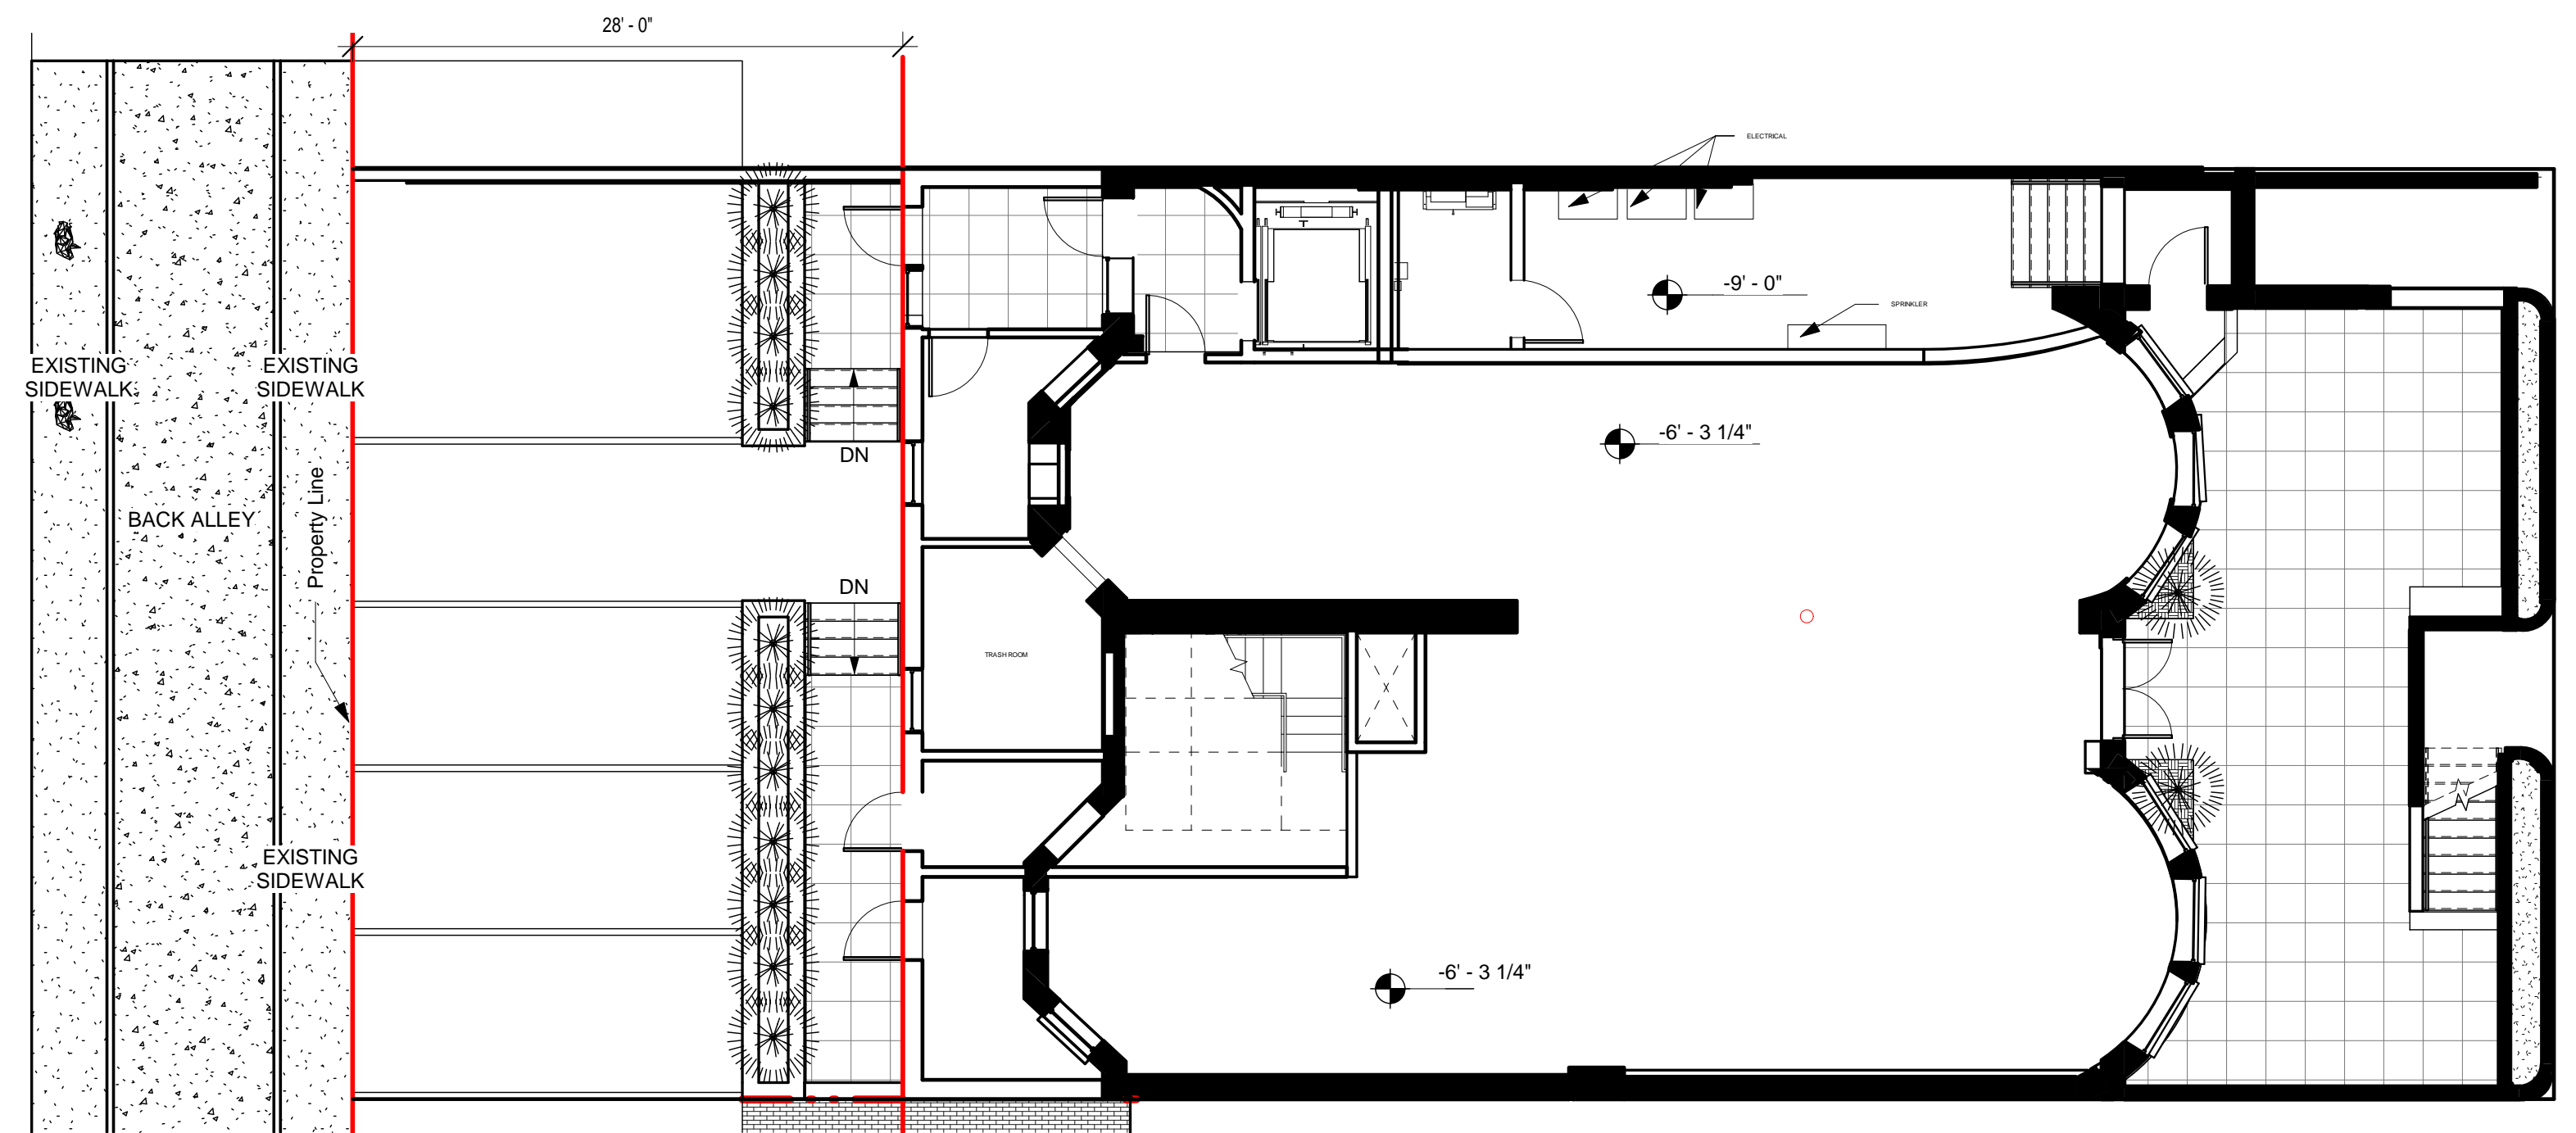 28' - 0"
ELECTRICAL
-9' - 0"
SPRINKLER
EXISTING
SIDEWALK
EXISTING
SIDEWALK
-6' - 3 1/4"
DN
Property Line
BACK ALLEY
DN
TRASH ROOM
EXISTING
SIDEWALK
-6' - 3 1/4"